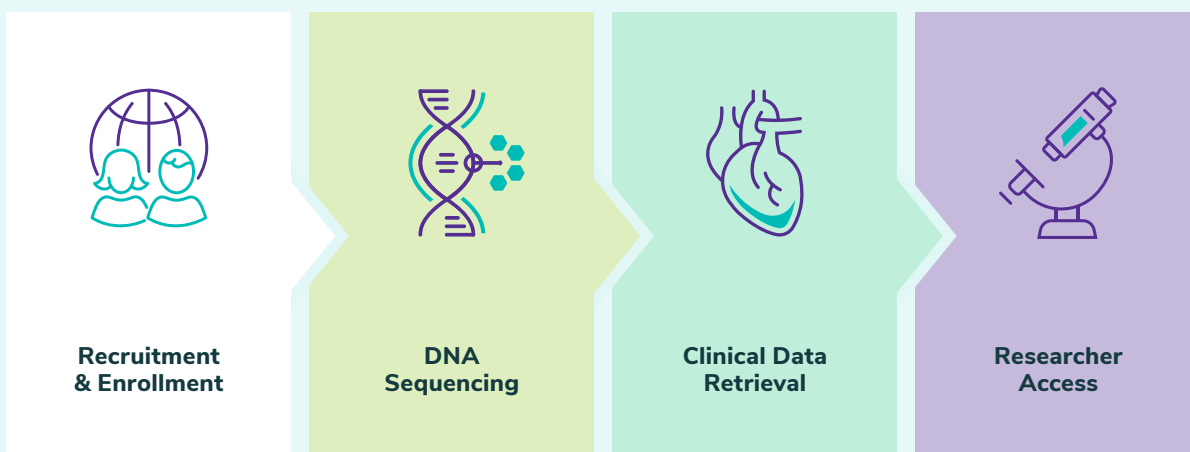 Recruitment
& Enrollment
DNA
Sequencing
Clinical Data
Retrieval
Researcher
Access